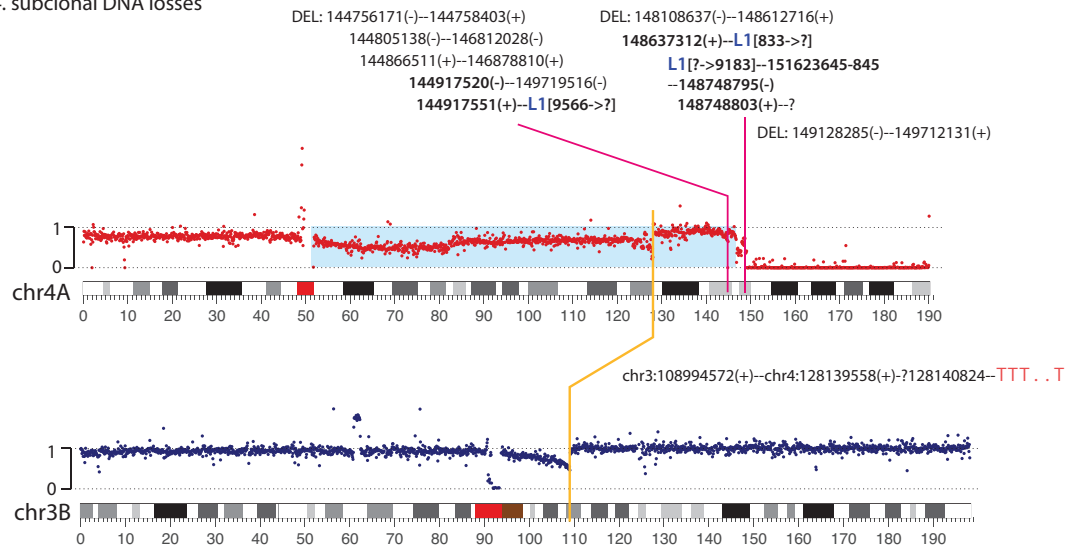 4. subclonal DNA losses
DEL: 144756171(-)--144758403(+)
144805138(-)--146812028(-)
144866511(+)--146878810(+)
144917520(-)--149719516(-)
144917551(+)--L1[9566->?]
DEL: 148108637(-)--148612716(+)
148637312(+)--L1[833->?]
L1[?->9183]--151623645-845
--148748795(-)
148748803(+)--?
DEL: 149128285(-)--149712131(+)
1
0
chr4A
0 10 20 30 40 50 60 70 80 90 100 110 120 130 140 150 160 170 180 190
chr3:108994572(+)--chr4:128139558(+)-?128140824--TTT..T
1
0
chr3B
0 10 20 30 40 50 60 70 80 90 100 110 120 130 140 150 160 170 180 190